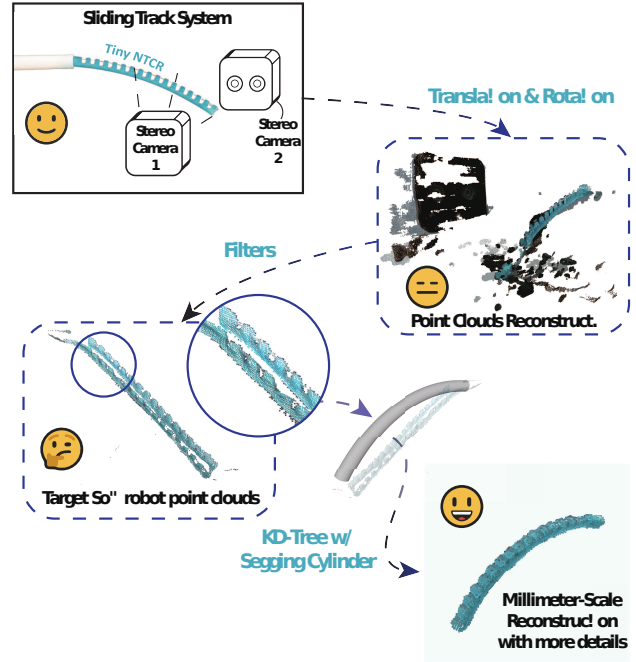 Sliding Track System
Tiny NTCR
Stereo
Camera
1
Stereo
Camera
2
Transla! on & Rota! on
Point Clouds Reconstruct.
Filters
Target So" robot point clouds
KD-Tree w/
Segging Cylinder
Millimeter-Scale
Reconstruc! on
with more details